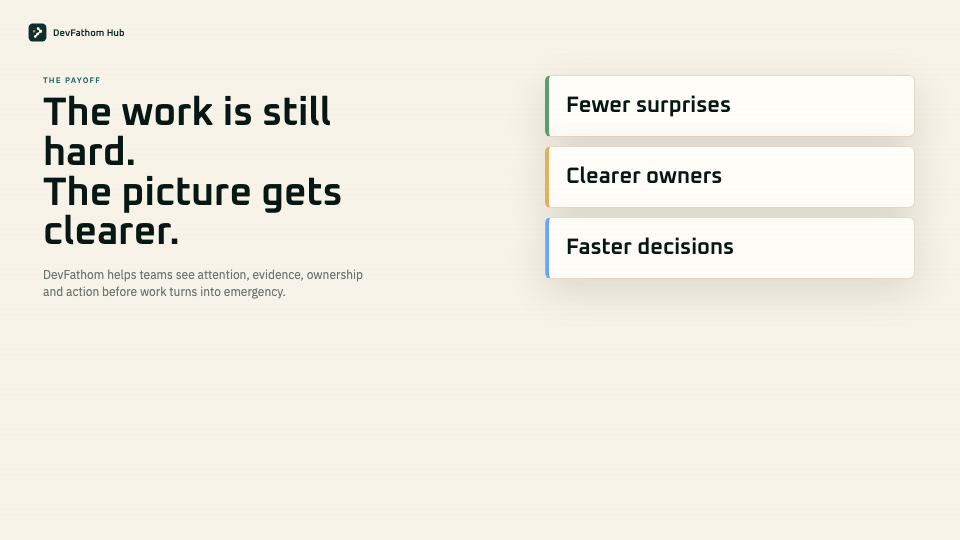 DevFathom Hub
THE PAYOFF
The work is still
hard.
The picture gets
clearer.
DevFathom helps teams see attention, evidence, ownership
and action before work turns into emergency.
Fewer surprises
Clearer owners
Faster decisions